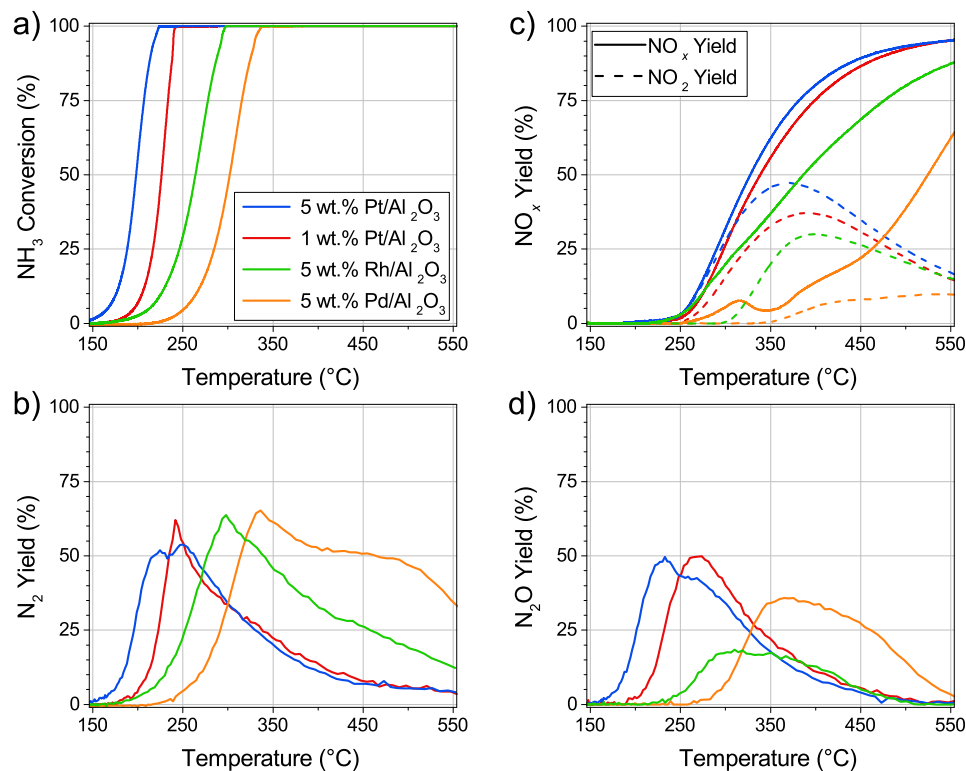 a)
100
75
50
25
0
NH3 Conversion (%)
5 wt.% Pt/Al2O3
1 wt.% Pt/Al2O3
5 wt.% Rh/Al2O3
5 wt.% Pd/Al2O3
150 250 350 450 550
Temperature (°C)
c)
100
75
50
25
0
NOx Yield (%)
NOx Yield
NO2 Yield
150 250 350 450 550
Temperature (°C)
b)
100
75
50
25
0
N2 Yield (%)
150 250 350 450 550
Temperature (°C)
d)
100
75
50
25
0
N2O Yield (%)
150 250 350 450 550
Temperature (°C)